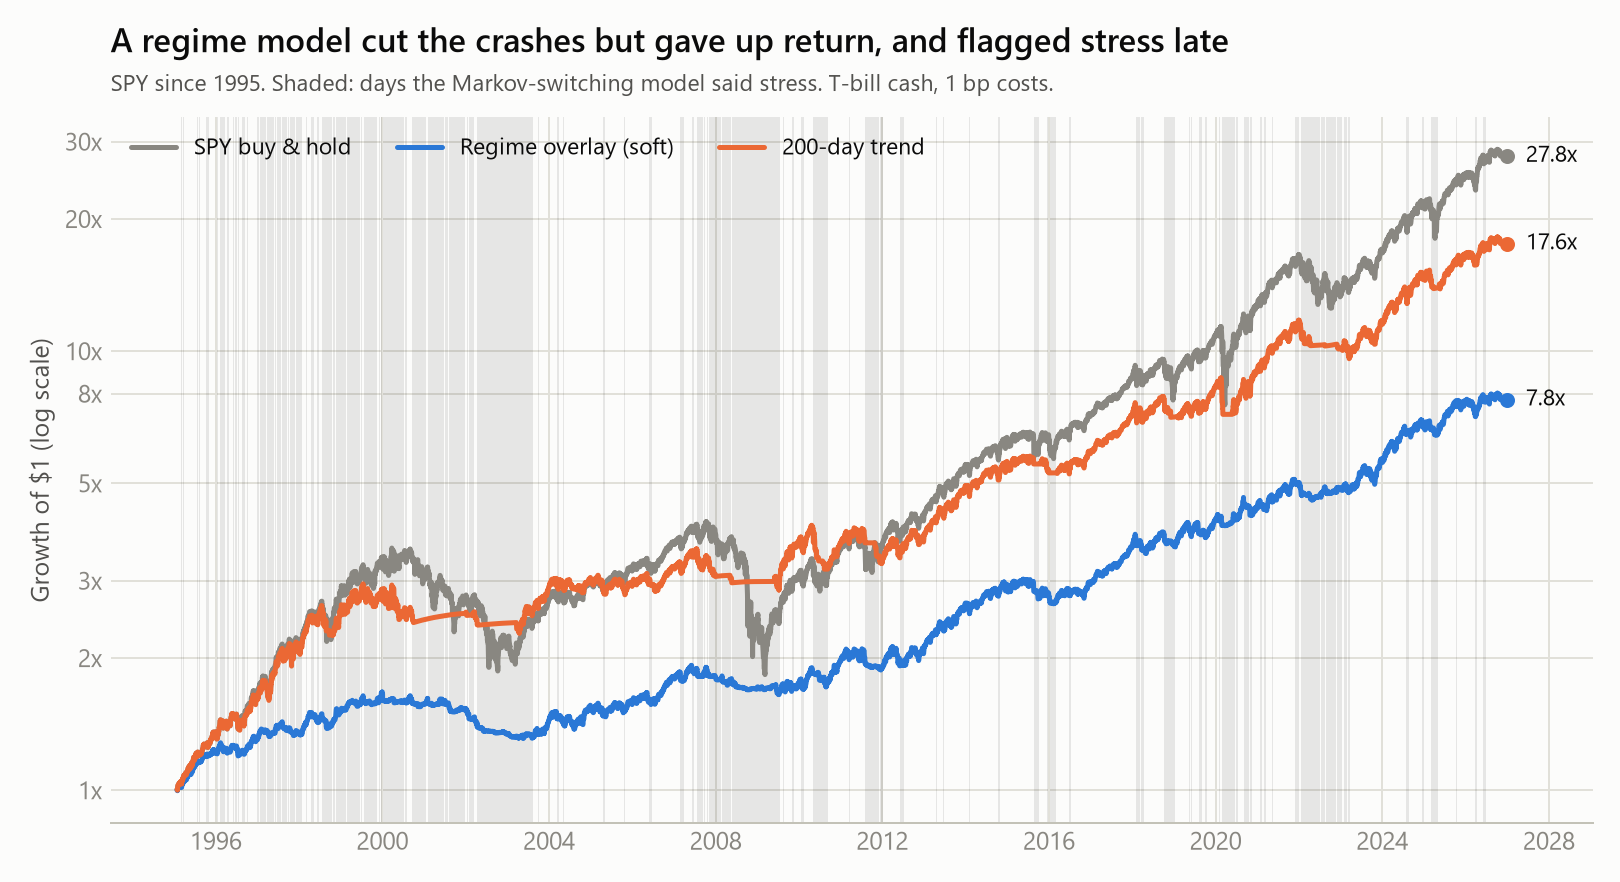 A regime model cut the crashes but gave up return, and flagged stress late
SPY since 1995. Shaded: days the Markov-switching model said stress. T-bill cash, 1 bp costs.
SPY buy & hold
Regime overlay (soft)
200-day trend
30x
20x
10x
8x
5x
3x
2x
1x
Growth of $1 (log scale)
27.8x
17.6x
7.8x
1996
2000
2004
2008
2012
2016
2020
2024
2028